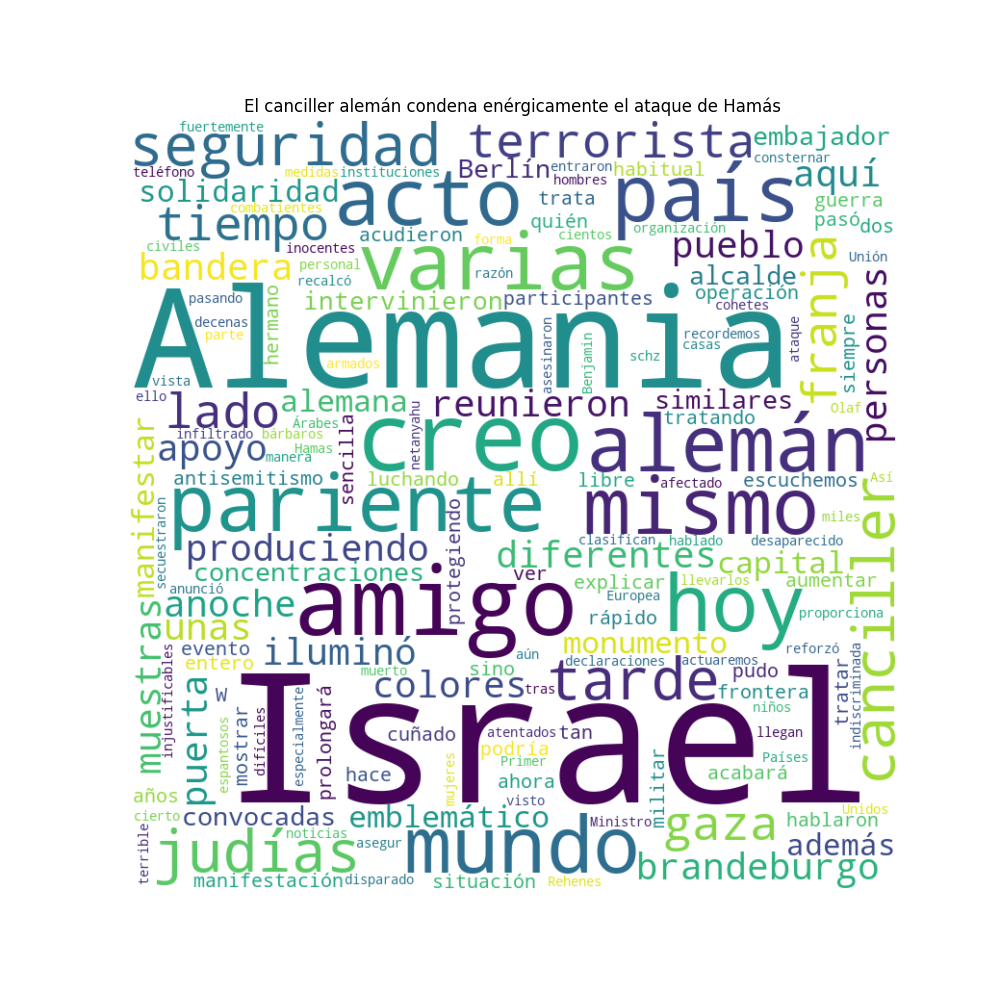 El canciller alemán condena enérgicamente el ataque de Hamás
fuertemente
seguridad
terrorista
embajador
teléfono
medidas
instituciones
Berlín
entraron
habitual
consternar
solidaridad
acto
hombres
país
aquí
combatientes
trata
guerra
tiempo
quién
organización
pasó
dos
civiles
inocentes
acudieron
forma
cientos
pueblo
bandera
personal
recalcó
varias
razón
alcalde
Unión
franja
personas
pasando
hermano
intervinieron
participantes
operación
siempre
decenas
parte
Alemania
asesinaron
cohetes
recordemos
casas
ataque
armados
Benjamin
schz
vista
ello
lado
alemana
reunieron
similares
Olaf
infiltrado
bárbaros
Árabes
Hamas
netanyahu
creo
alemán
tratando
apoyo
manera
sencilla
manifestar
antisemitismo
luchando
allí
libre
afectado
escuchemos
Así
secuestraron
pariente
mismo
miles
canciller
produciendo
protegiendo
clasifican
hablado
desaparecido
diferentes
capital
concentraciones
ver
explicar
llevarlos
aumentar
anunció
anoche
amigo
Europea
hoy
rápido
proporciona
muestras
unas
iluminó
monumento
reforzó
evento
entero
aún
declaraciones
actuaremos
injustificables
muerto
sino
tarde
pudo
tratar
indiscriminada
puerta
w
colores
tras
frontera
niños
espantosos
mostrar
difíciles
especialmente
prolongará
Israel
cuñado
atentados
tan
llegan
podría
Primer
Países
años
hace
mujeres
ahora
militar
acabará
visto
cierto
convocadas
emblemático
Ministro
gaza
Unidos
hablaron
terrible
judías
noticias
asegur
mundo
además
brandeburgo
manifestación
disparado
situación
Rehenes